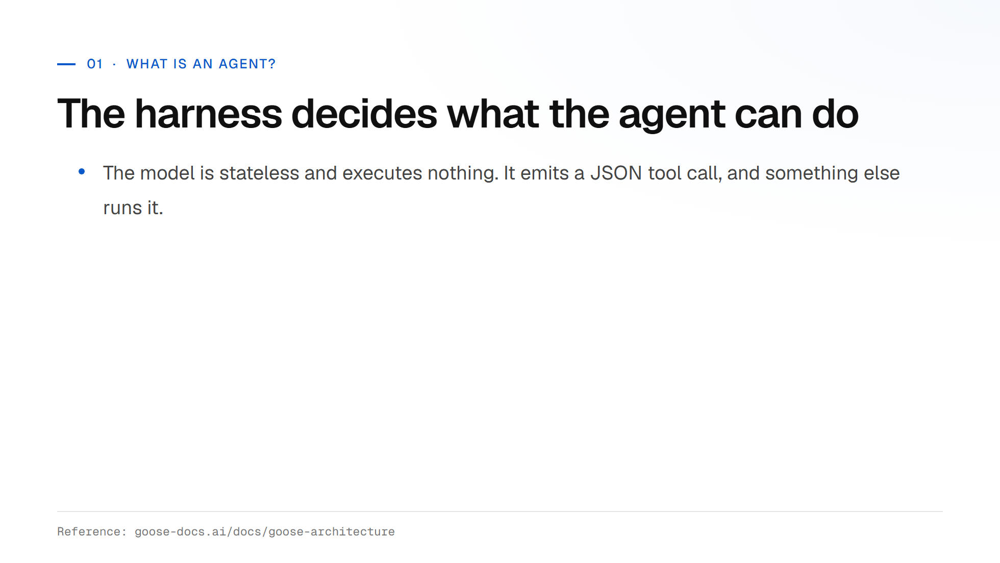 01 · WHAT IS AN AGENT?
The harness decides what the agent can do
The model is stateless and executes nothing. It emits a JSON tool call, and something else
runs it.
Reference: goose-docs.ai/docs/goose-architecture